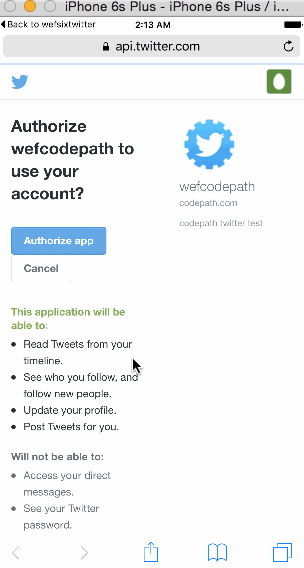 iPhone 6s Plus - iPhone 6s Plus / i...
Back to wefsixtwitter
2:13 AM
api.twitter.com
Authorize
wefcodepath to
use your
account?
wefcodepath
codepath.com
codepath twitter test
Authorize app
Cancel
This application will be
able to:
Read Tweets from your
timeline.
See who you follow, and
follow new people.
Update your profile.
Post Tweets for you.
Will not be able to:
Access your direct
messages.
See your Twitter
password.